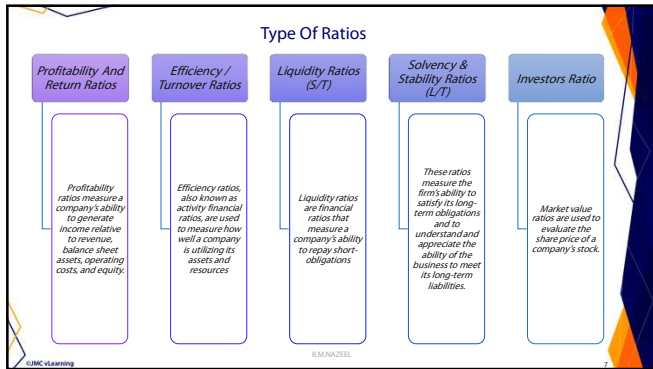 Type Of Ratios
Profitability And
Return Ratios
Profitability
ratios measure a
company's ability
to generate
income relative
to revenue,
balance sheet
assets, operating
costs, and equity.
Efficiency /
Turnover Ratios
Efficiency ratios,
also known as
activity financial
ratios, are used
to measure how
well a company
is utilizing its
assets and
resources
Liquidity Ratios
(S/T)
Liquidity ratios
are financial
ratios that
measure a
company's ability
to repay short-
obligations
Solvency &
Stability Ratios
(L/T)
These ratios
measure the
firm's ability to
satisfy its long-
term obligations
and to
understand and
appreciate the
ability of the
business to meet
its long-term
liabilities.
Investors Ratio
Market value
ratios are used to
evaluate the
share price of a
company's stock.
©JMC vLearning
R.M.NAZEEL
7